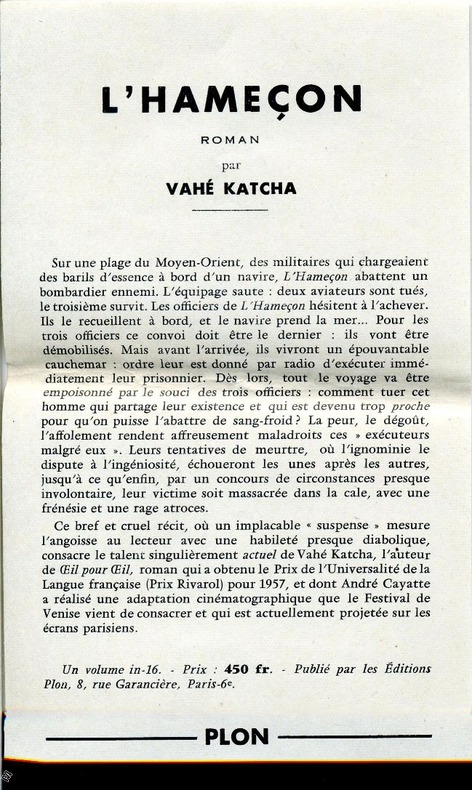 L'HAMEÇON
ROMAN
par
VAHÉ KATCHA
Sur une plage du Moyen-Orient, des militaires qui chargeaient
des barils d'essence à bord d'un navire, L'Hameçon abattent un
bombardier ennemi. L'équipage saute : deux aviateurs sont tués,
le troisième survit. Les officiers de L'Hameçon hésitent à l'achever.
Ils le recueillent à bord, et le navire prend la mer... Pour les
trois officiers ce convoi doit être le dernier : ils vont être
démobilisés. Mais avant l'arrivée, ils vivront un épouvantable
cauchemar : ordre leur est donné par radio d'exécuter immé-
diatement leur prisonnier. Dès lors, tout le voyage va être
empoisonné par le souci des trois officiers : comment tuer cet
homme qui partage leur existence et qui est devenu trop proche
pour qu'on puisse l'abattre de sang-froid ? La peur, le dégoût,
l'affolement rendent affreusement maladroits ces » exécuteurs
malgré eux ». Leurs tentatives de meurtre, où l'ignominie le
dispute à l'ingéniosité, échoueront les unes après les autres,
jusqu'à ce qu'enfin, par un concours de circonstances presque
involontaire, leur victime soit massacrée dans la cale, avec une
frénésie et une rage atroces.
Ce bref et cruel récit, où un implacable « suspense » mesure
l'angoisse au lecteur avec une habileté presque diabolique,
consacre le talent singulièrement actuel de Vahé Katcha, l'auteur
de Œil pour Œil, roman qui a obtenu le Prix de l'Universalité de la
Langue française (Prix Rivarol) pour 1957, et dont André Cayatte
a réalisé une adaptation cinématographique que le Festival de
Venise vient de consacrer et qui est actuellement projetée sur les
écrans parisiens.
Un volume in-16. - Prix : 450 fr. - Publié par les Éditions
Plon, 8, rue Garancière, Paris-6e.
PLON